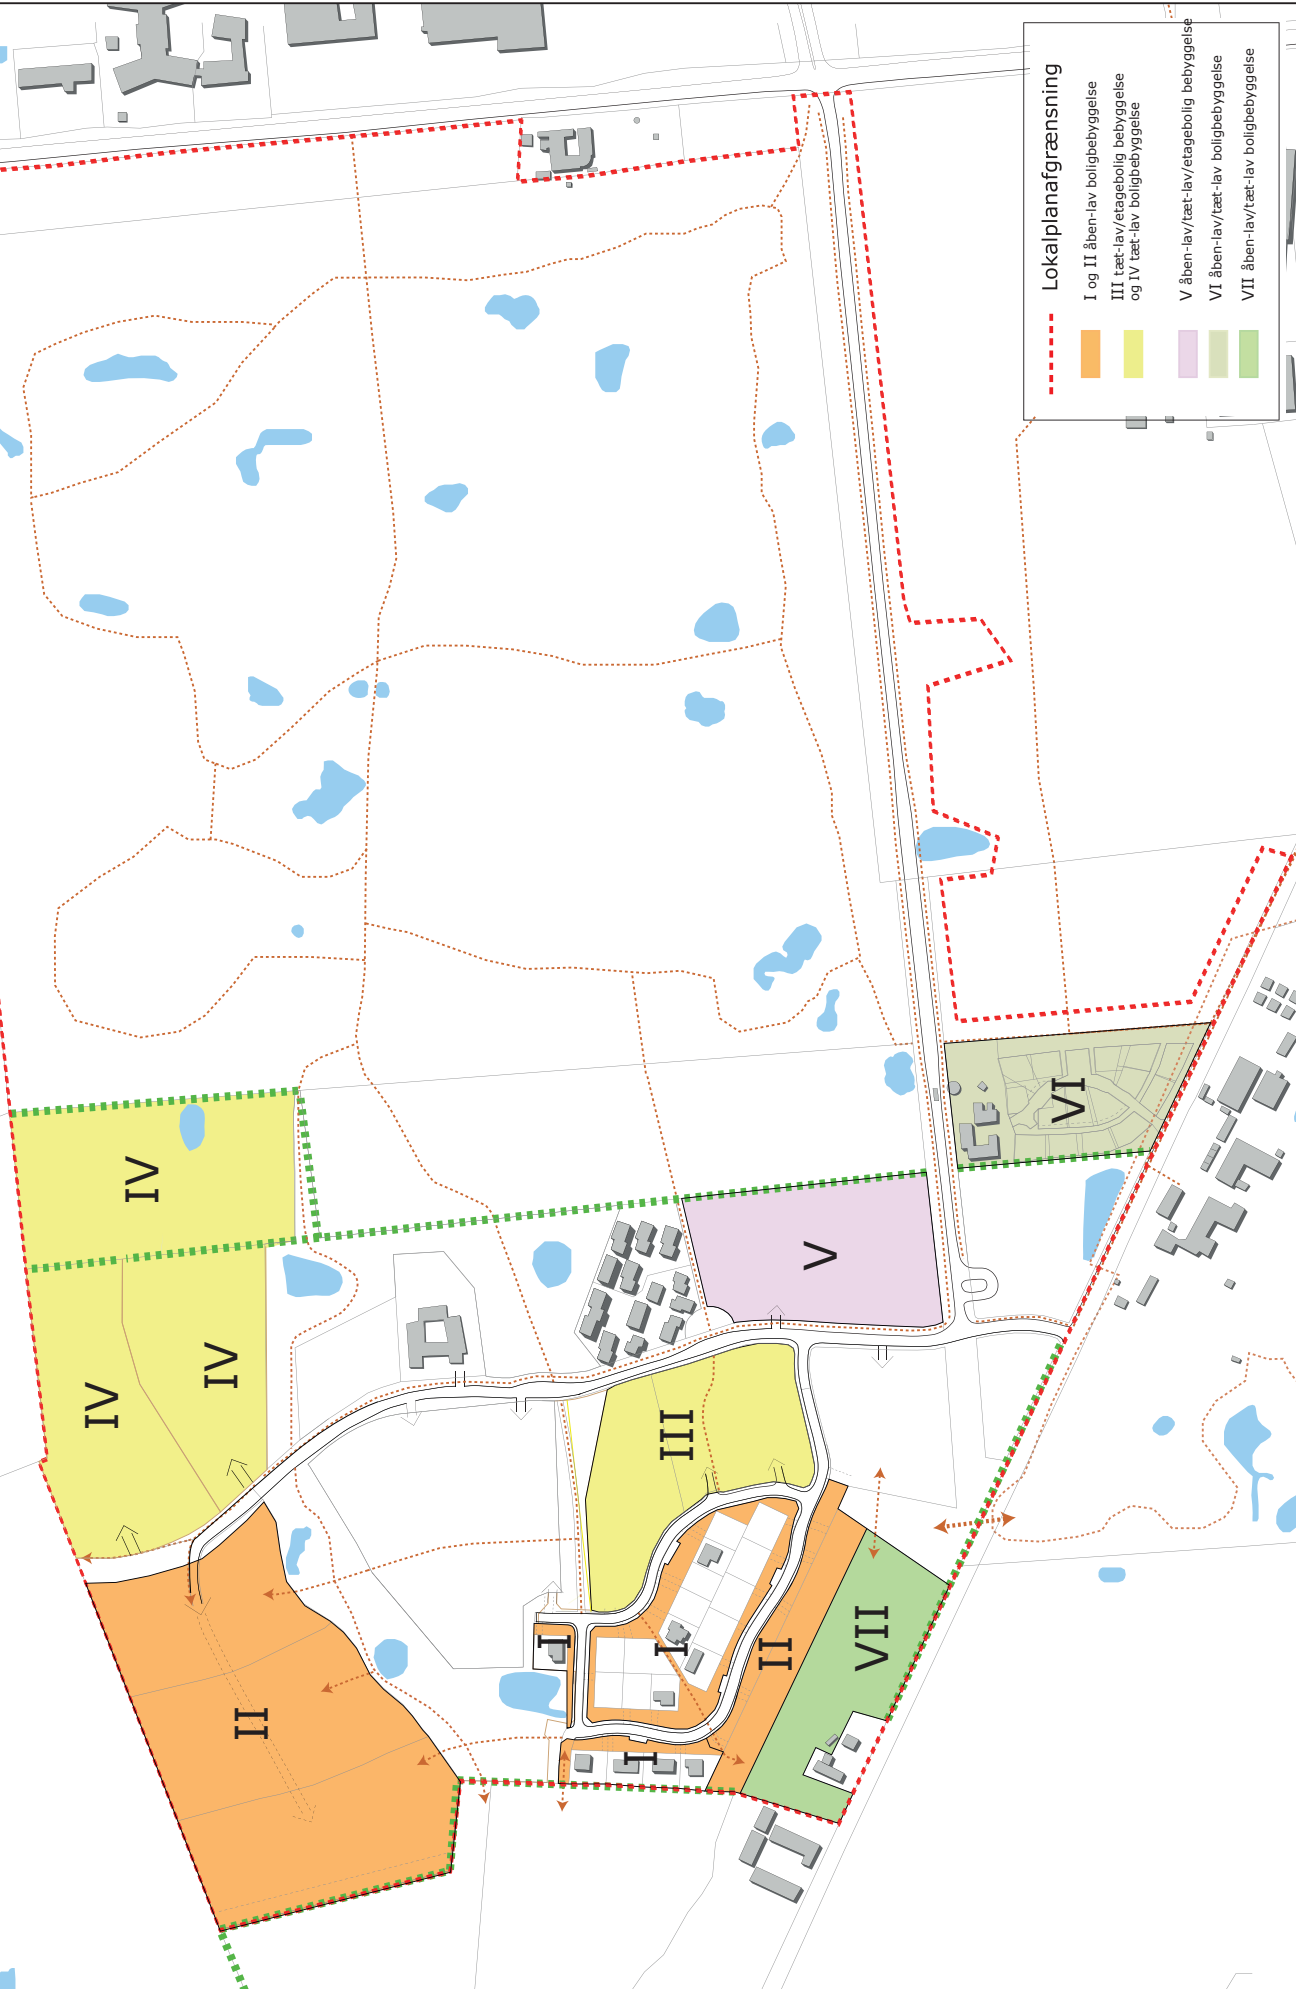 Lokalplanafgrænsning
I og II åben-lav boligbebyggelse
III tæt-lav/etagebolig bebyggelse
og IV tæt-lav boligbebyggelse
V åben-lav/tæt-lav/etagebolig bebyggelse
VI åben-lav/tæt-lav boligbebyggelse
VII åben-lav/tæt-lav boligbebyggelse
IV
IV
IV
V
VI
III
II
I
I
I
II
VII